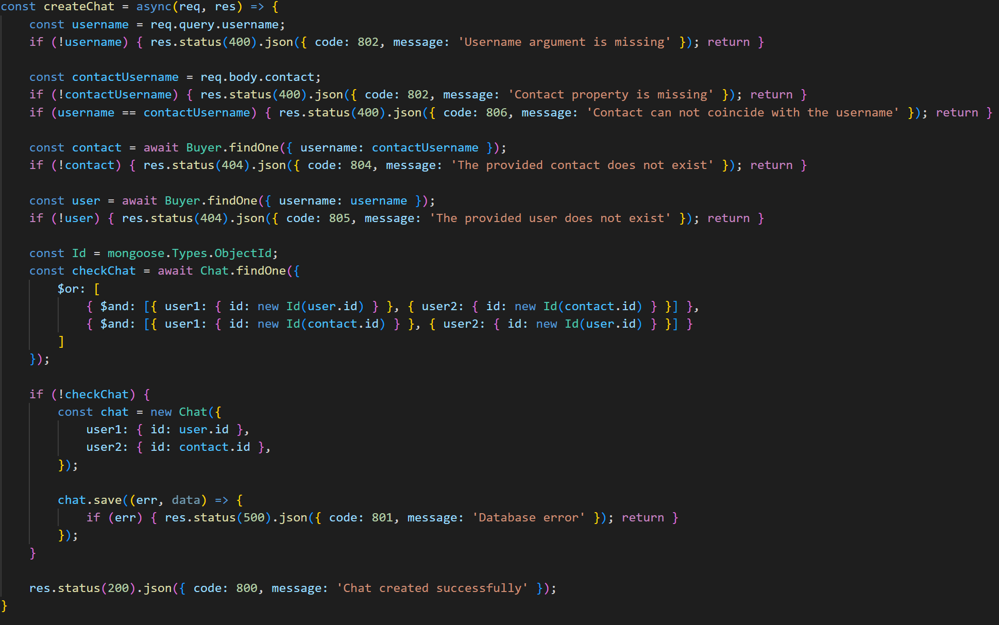 const createChat = async(req, res) => {
    const username = req.query.username;
    if (!username) { res.status(400).json({ code: 802, message: 'Username argument is missing' }); return }

    const contactUsername = req.body.contact;
    if (!contactUsername) { res.status(400).json({ code: 802, message: 'Contact property is missing' }); return }
    if (username == contactUsername) { res.status(400).json({ code: 806, message: 'Contact can not coincide with the username' }); return }

    const contact = await Buyer.findOne({ username: contactUsername });
    if (!contact) { res.status(404).json({ code: 804, message: 'The provided contact does not exist' }); return }

    const user = await Buyer.findOne({ username: username });
    if (!user) { res.status(404).json({ code: 805, message: 'The provided user does not exist' }); return }

    const Id = mongoose.Types.ObjectId;
    const checkChat = await Chat.findOne({
        $or: [
            { $and: [{ user1: { id: new Id(user.id) } }, { user2: { id: new Id(contact.id) } }] },
            { $and: [{ user1: { id: new Id(contact.id) } }, { user2: { id: new Id(user.id) } }] }
        ]
    });

    if (!checkChat) {
        const chat = new Chat({
            user1: { id: user.id },
            user2: { id: contact.id },
        });

        chat.save((err, data) => {
            if (err) { res.status(500).json({ code: 801, message: 'Database error' }); return }
        });
    }

    res.status(200).json({ code: 800, message: 'Chat created successfully' });
}